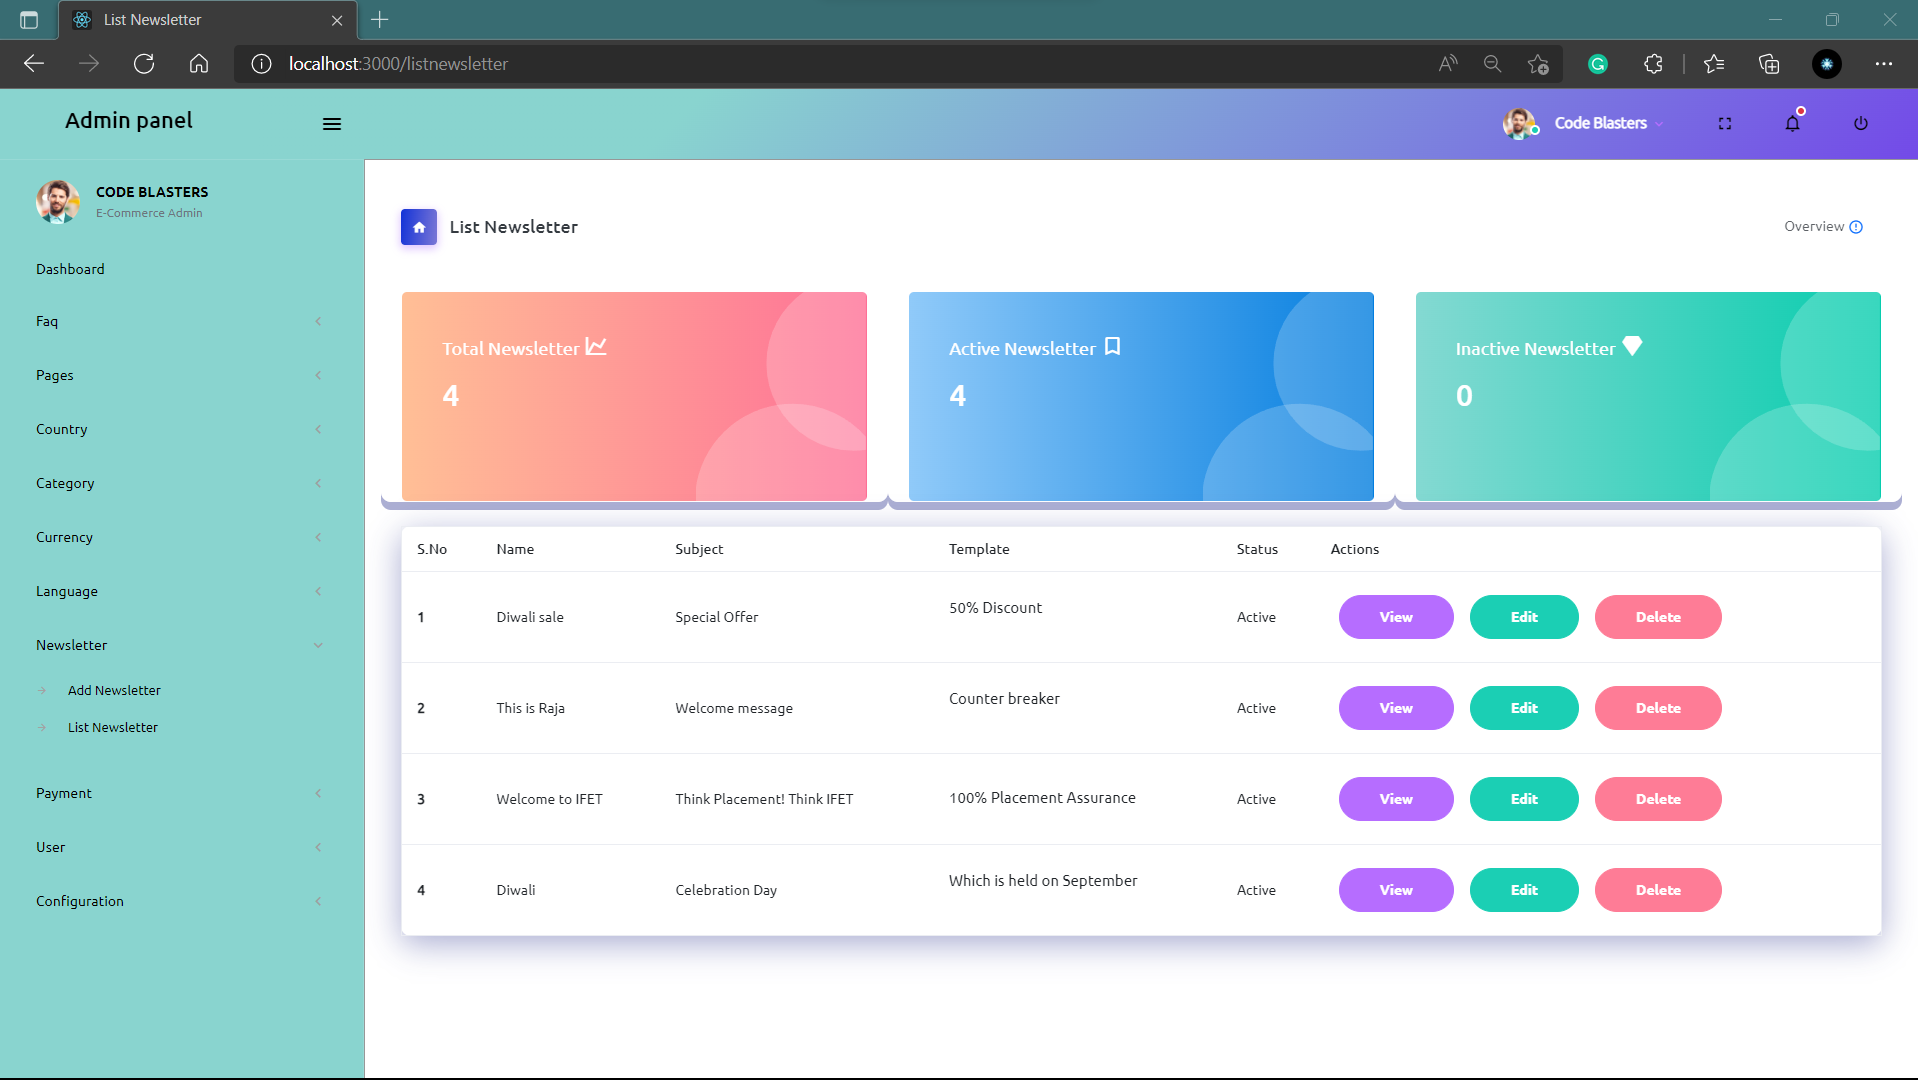 List Newsletter
localhost:3000/listnewsletter
Admin panel
Code Blasters
CODE BLASTERS
E-Commerce Admin
Dashboard
Faq
Pages
Country
Category
Currency
Language
Newsletter
Add Newsletter
List Newsletter
Payment
User
Configuration
List Newsletter
Overview
Total Newsletter
4
Active Newsletter
4
Inactive Newsletter
0
S.No Name Subject Template Status Actions
1 Diwali sale Special Offer 50% Discount Active View Edit Delete
2 This is Raja Welcome message Counter breaker Active View Edit Delete
3 Welcome to IFET Think Placement! Think IFET 100% Placement Assurance Active View Edit Delete
4 Diwali Celebration Day Which is held on September Active View Edit Delete